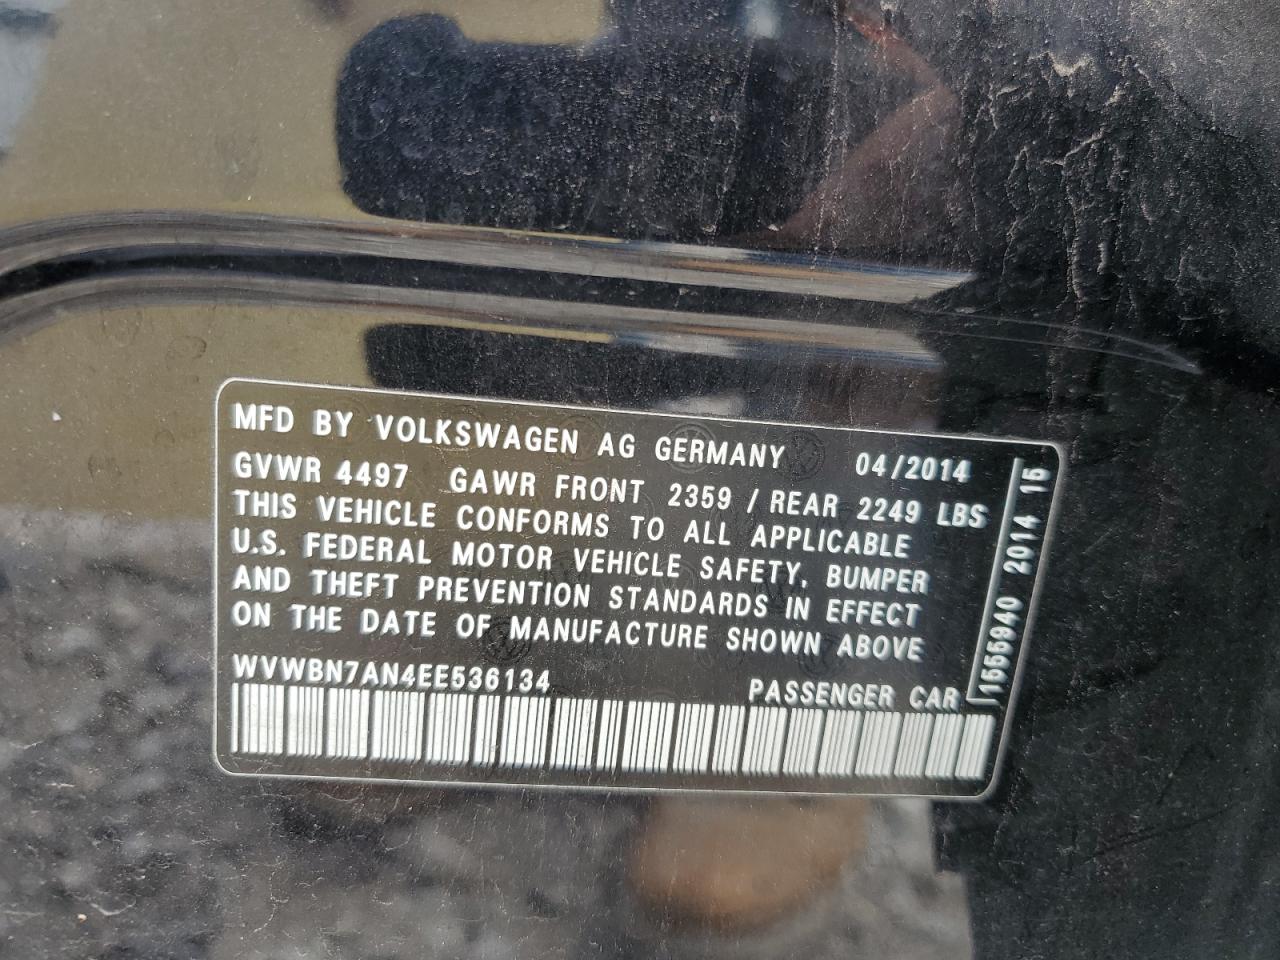 MFD BY VOLKSWAGEN AG GERMANY 04/2014
GVWR 4497 GAWR FRONT 2359 / REAR 2249 LBS
THIS VEHICLE CONFORMS TO ALL APPLICABLE
U.S. FEDERAL MOTOR VEHICLE SAFETY, BUMPER
AND THEFT PREVENTION STANDARDS IN EFFECT
ON THE DATE OF MANUFACTURE SHOWN ABOVE
WVWBN7AN4EE536134 PASSENGER CAR
1555940 2014 15